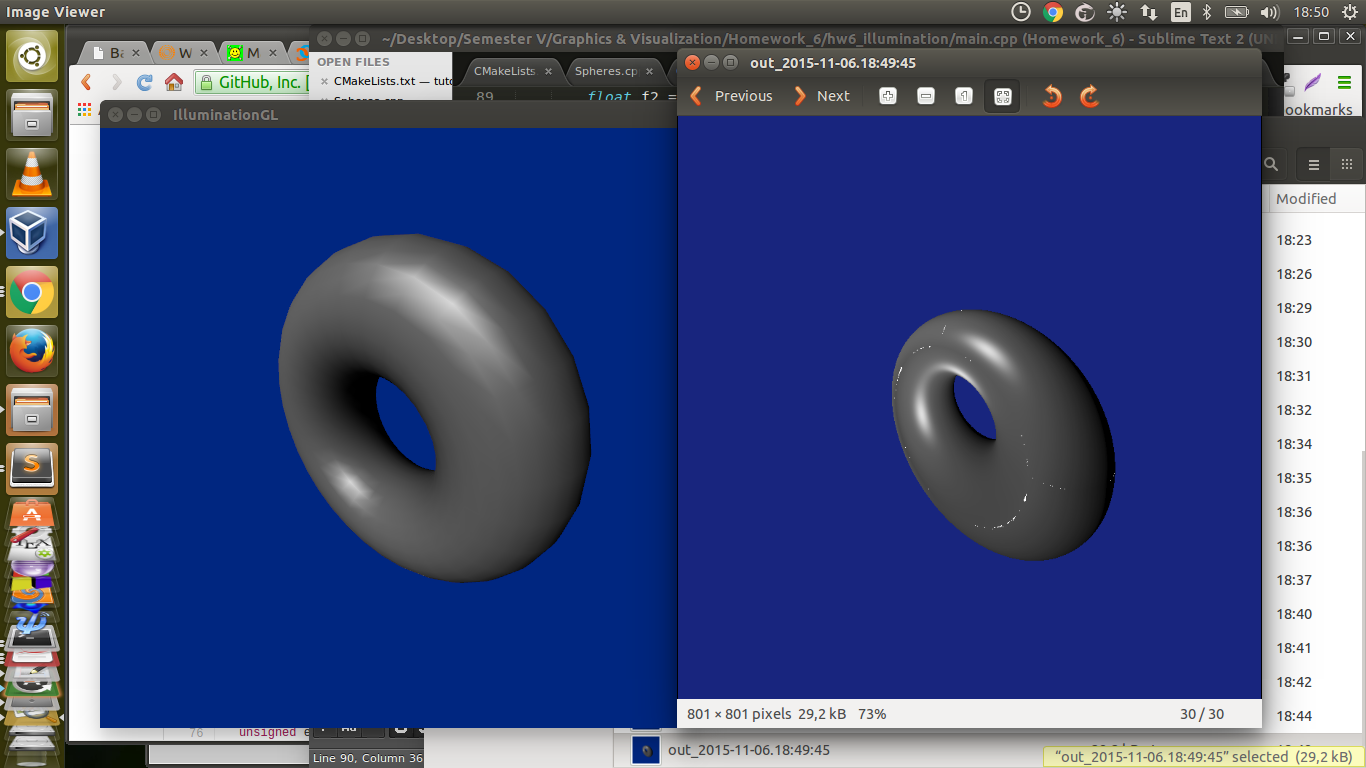 Image Viewer
En
18:50
Ba
W
M
~/Desktop/Semester V/Graphics & Visualization/Homework_6/hw6_illumination/main.cpp (Homework_6) - Sublime Text 2 (UN
OPEN FILES
CMakeLists.txt —
CMakeLists
Spheres.cp
out_2015-11-06.18:49:45
GitHub, Inc. [
Spheres.cpp
89
float f2 =
Previous
Next
ookmarks
IlluminationGL
Modified
18:23
18:26
18:29
18:30
18:31
18:32
18:34
18:35
18:36
18:36
18:37
18:40
18:41
18:42
18:44
801 × 801 pixels 29,2 kB 73%
30 / 30
76
unsigned
Line 90, Column 36
out_2015-11-06.18:49:45
“out_2015-11-06.18:49:45” selected (29,2 kB)